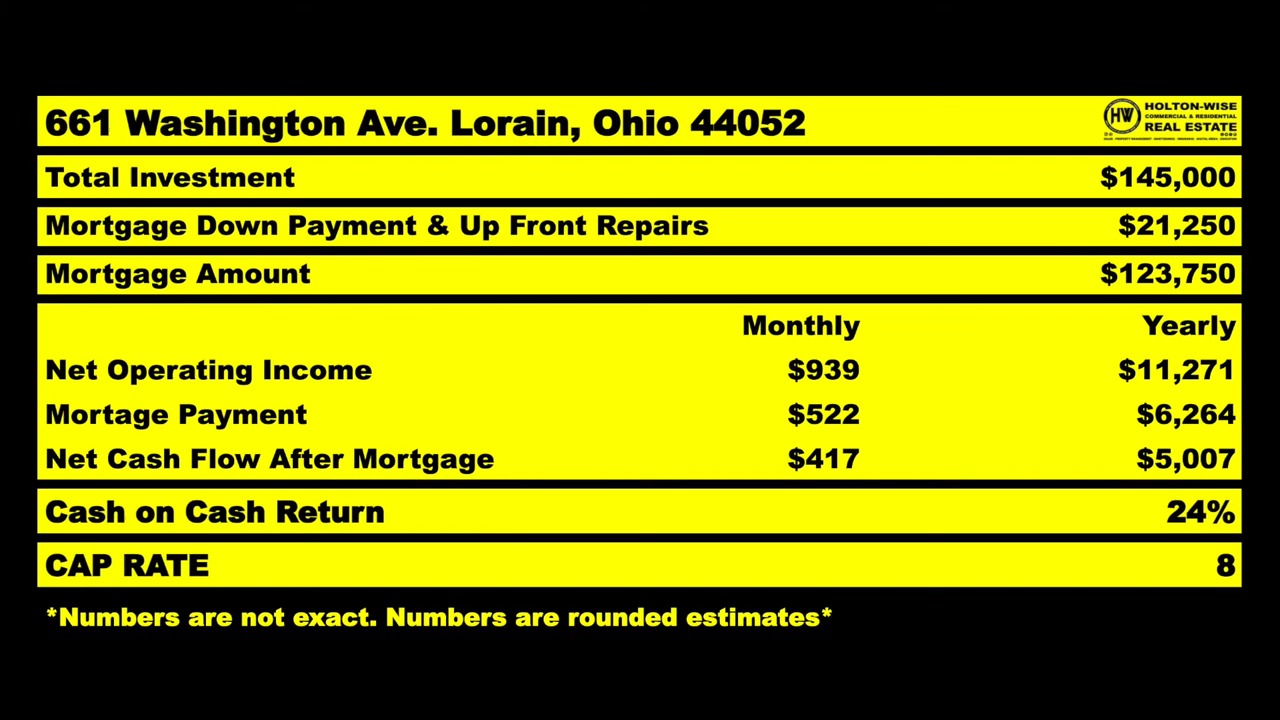 661 Washington Ave. Lorain, Ohio 44052
HOLTON-WISE
COMMERCIAL & RESIDENTIAL
REAL ESTATE
HW
Total Investment $145,000
Mortgage Down Payment & Up Front Repairs $21,250
Mortgage Amount $123,750
Monthly Yearly
Net Operating Income $939 $11,271
Mortage Payment $522 $6,264
Net Cash Flow After Mortgage $417 $5,007
Cash on Cash Return 24%
CAP RATE 8
*Numbers are not exact. Numbers are rounded estimates*